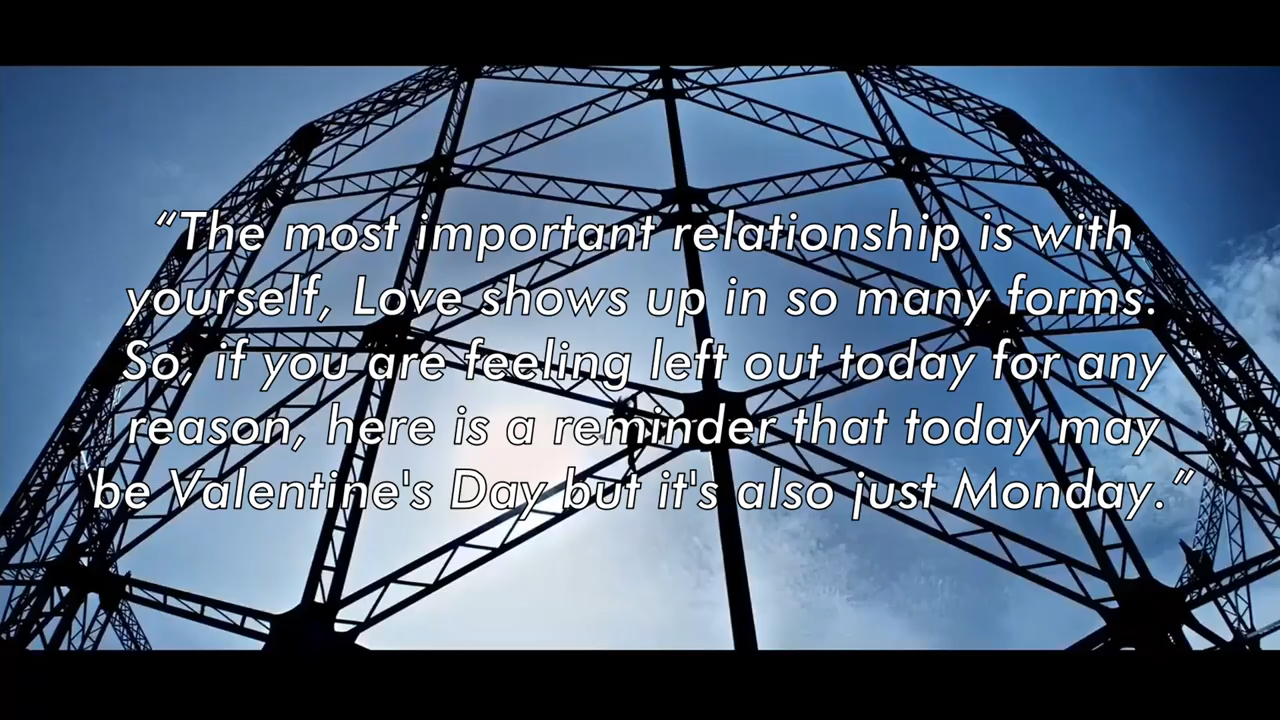 “The most important relationship is with
yourself, Love shows up in so many forms.
So, if you are feeling left out today for any
reason, here is a reminder that today may
be Valentine's Day but it's also just Monday.”